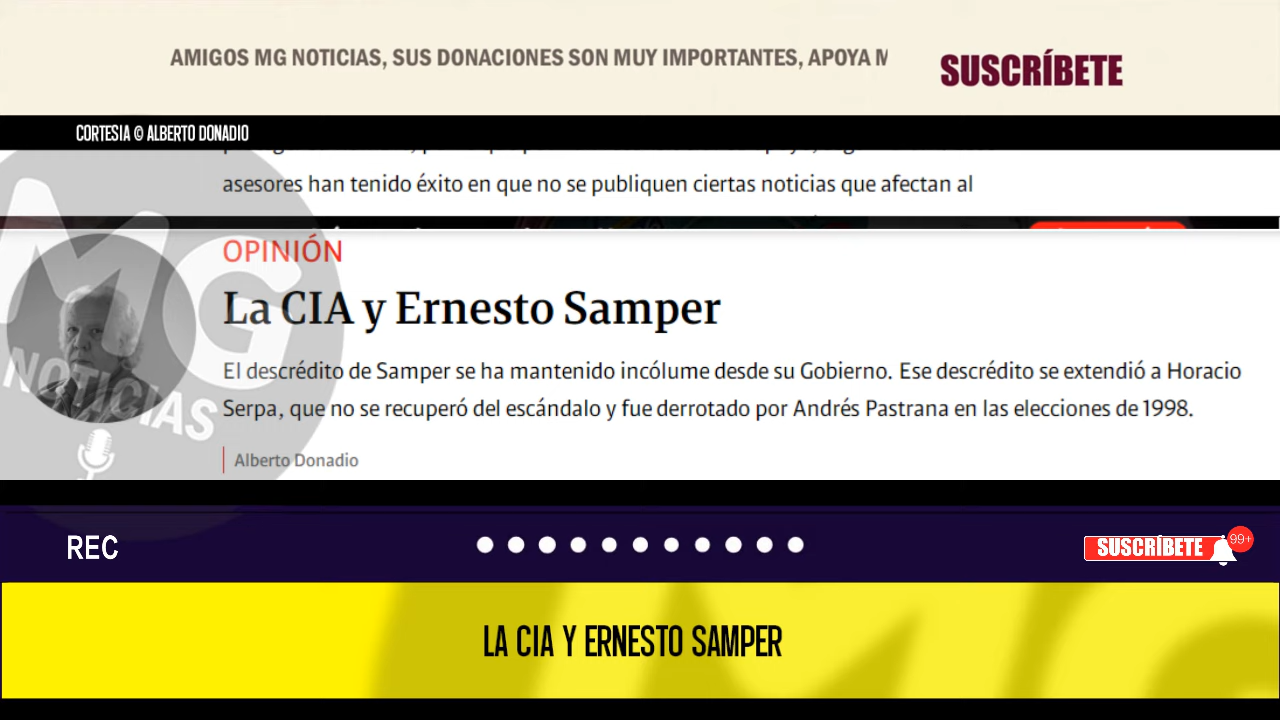 AMIGOS MG NOTICIAS, SUS DONACIONES SON MUY IMPORTANTES, APOYA
SUSCRÍBETE
CORTESIA © ALBERTO DONADIO
asesores han tenido éxito en que no se publiquen ciertas noticias que afectan al
OPINIÓN
La CIA y Ernesto Samper
El descrédito de Samper se ha mantenido incólume desde su Gobierno. Ese descrédito se extendió a Horacio
Serpa, que no se recuperó del escándalo y fue derrotado por Andrés Pastrana en las elecciones de 1998.
Alberto Donadio
MG
NOTICIAS
REC
SUSCRÍBETE
99+
LA CIA Y ERNESTO SAMPER